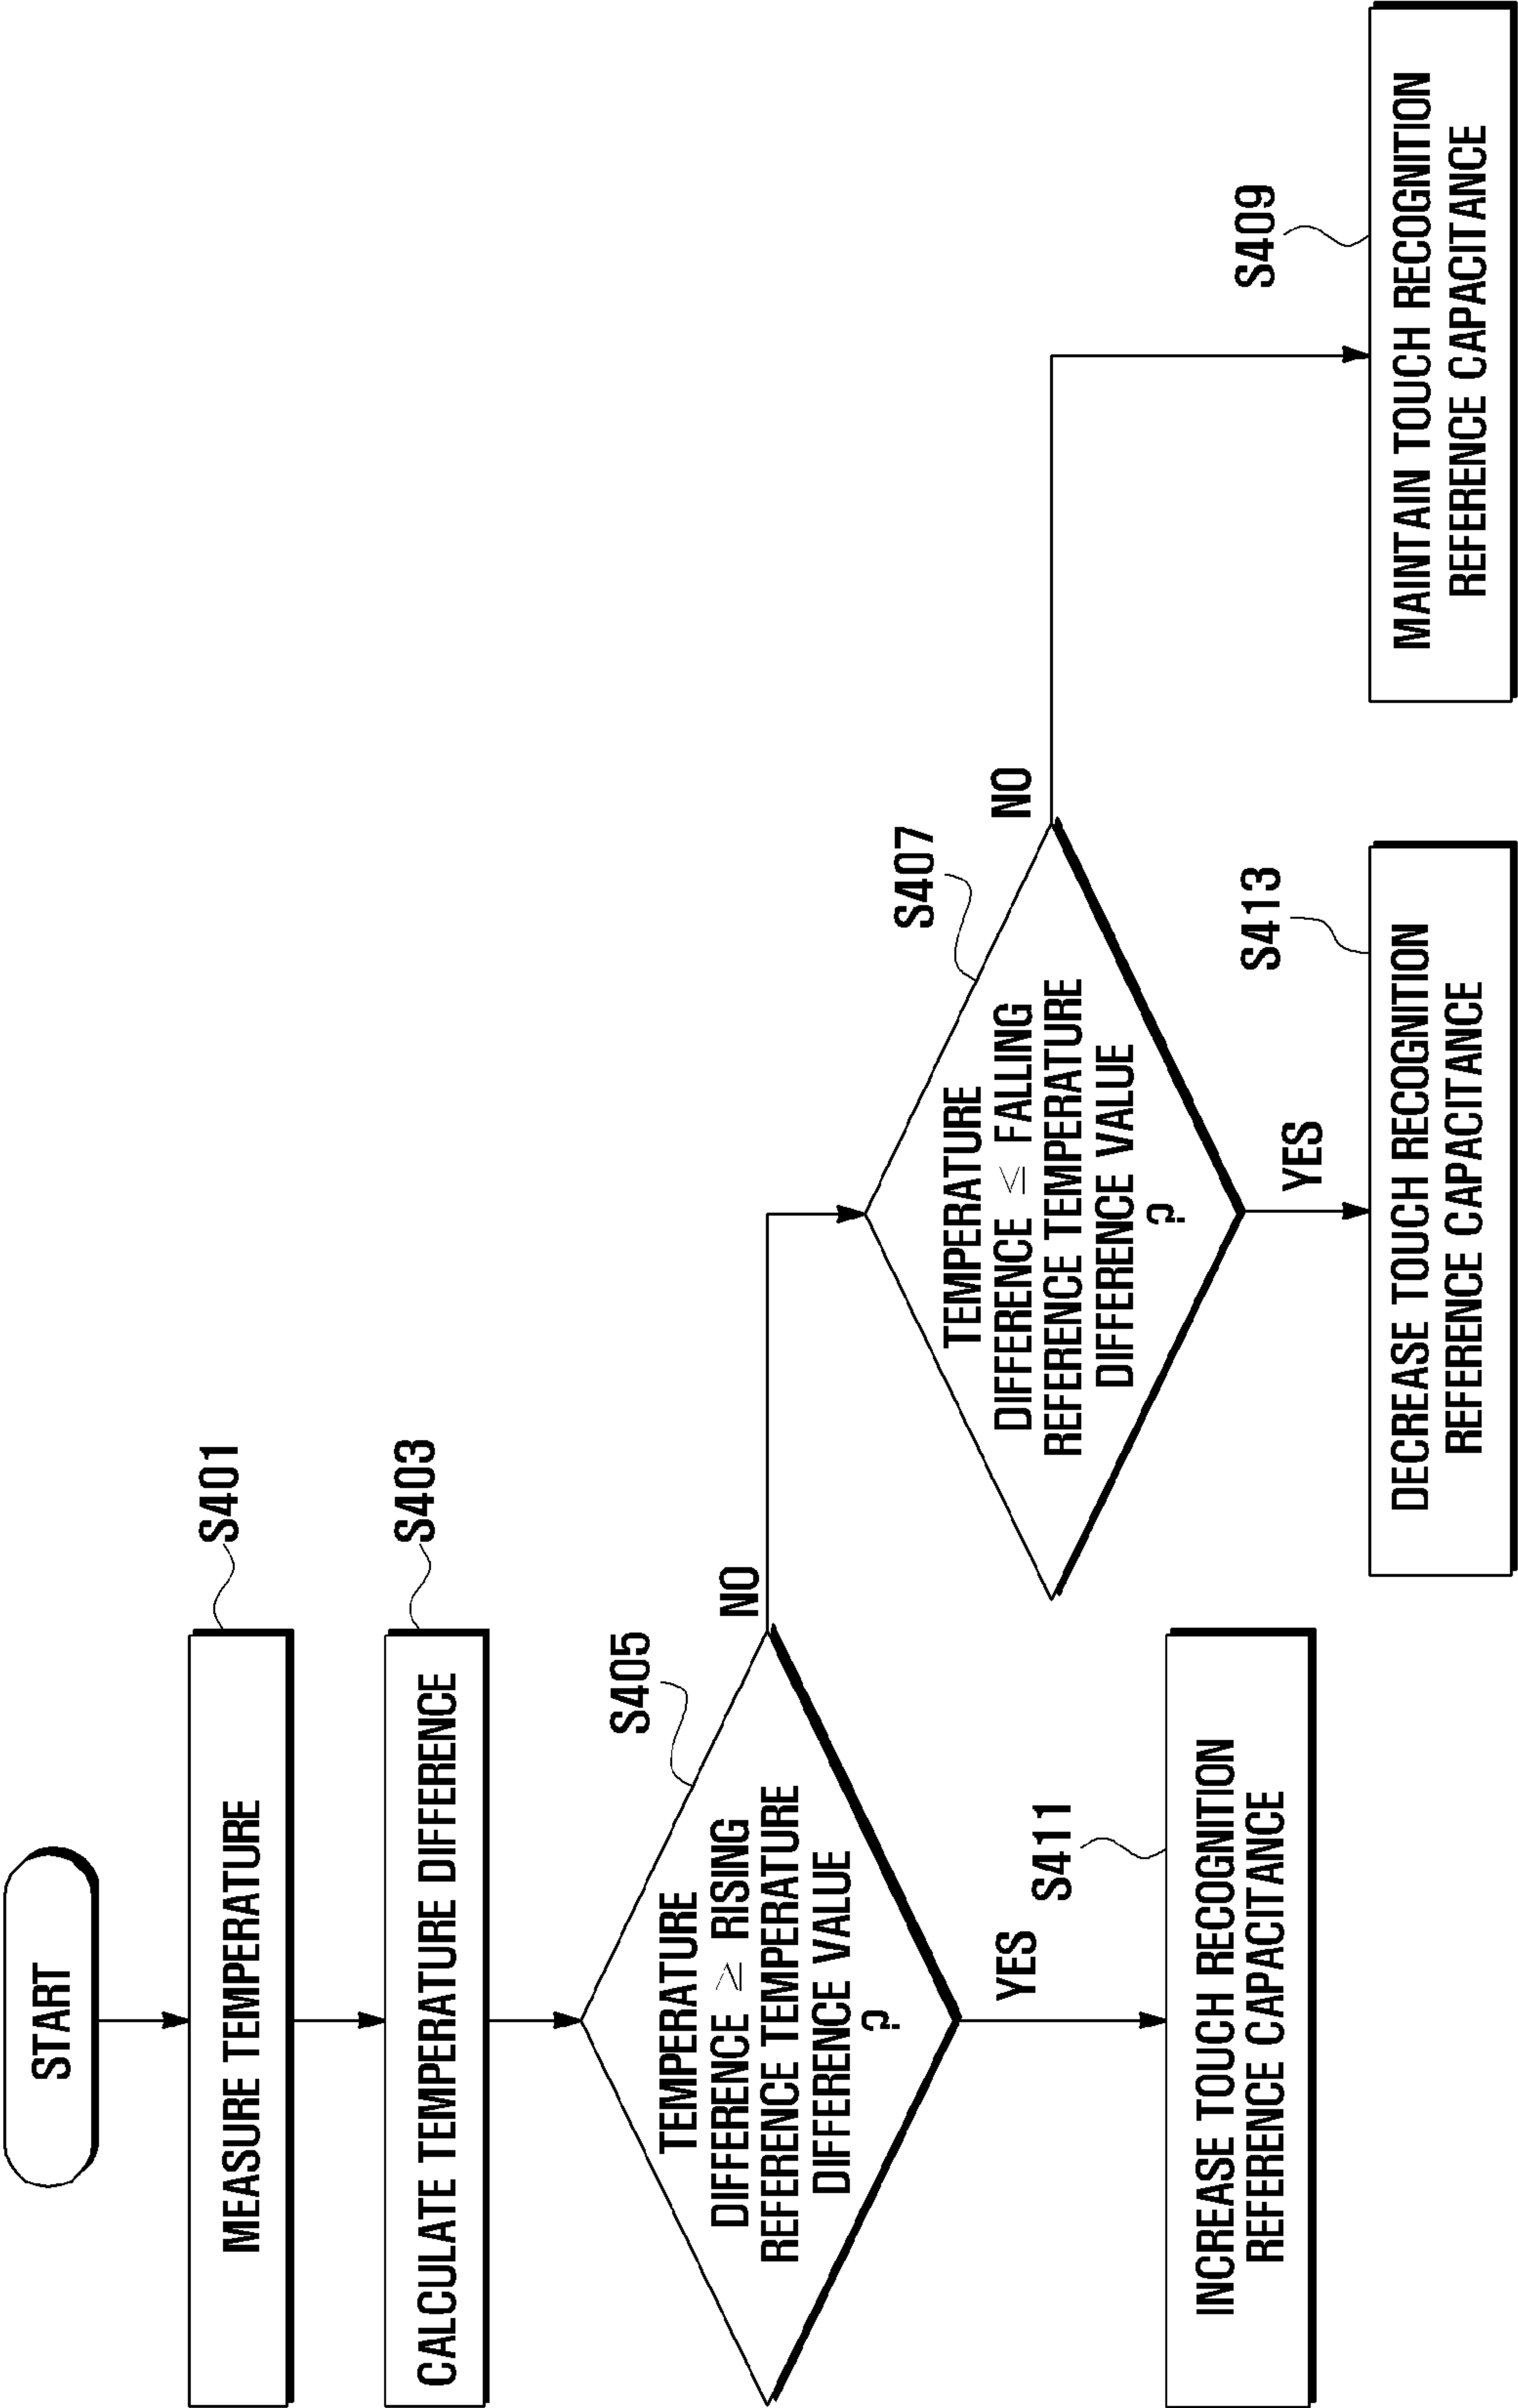 START
S401
MEASURE TEMPERATURE
S403
CALCULATE TEMPERATURE DIFFERENCE
S405
TEMPERATURE
DIFFERENCE ≥ RISING
REFERENCE TEMPERATURE
DIFFERENCE VALUE
?
NO
YES
S411
INCREASE TOUCH RECOGNITION
REFERENCE CAPACITANCE
S407
TEMPERATURE
DIFFERENCE ≤ FALLING
REFERENCE TEMPERATURE
DIFFERENCE VALUE
?
NO
YES
S413
DECREASE TOUCH RECOGNITION
REFERENCE CAPACITANCE
S409
MAINTAIN TOUCH RECOGNITION
REFERENCE CAPACITANCE